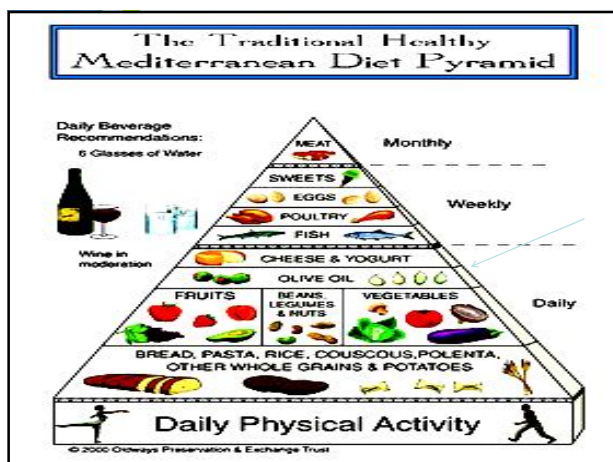 The Traditional Healthy
Mediterranean Diet Pyramid
Daily Beverage
Recommendations:
6 Glasses of Water
Wine in
moderation
MEAT
Monthly
SWEETS
EGGS
POULTRY
FISH
Weekly
CHEESE & YOGURT
OLIVE OIL
FRUITS
BEANS,
LEGUMES
& NUTS
VEGETABLES
Daily
BREAD, PASTA, RICE, COUSCOUS, POLENTA,
OTHER WHOLE GRAINS & POTATOES
Daily Physical Activity
© 2000 Oldways Preservation & Exchange Trust